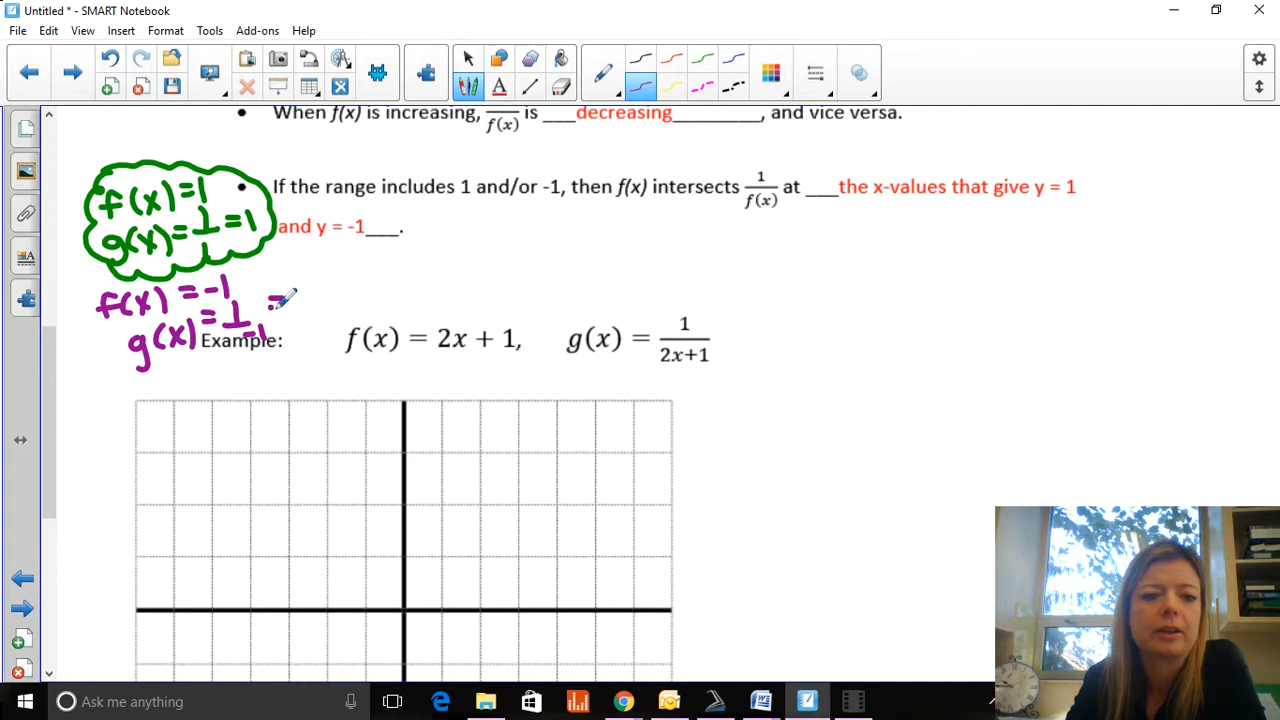 Untitled * - SMART Notebook
File Edit View Insert Format Tools Add-ons Help
• When f(x) is increasing, 1/f(x) is ___decreasing_________, and vice versa.
• If the range includes 1 and/or -1, then f(x) intersects 1/f(x) at ___the x-values that give y = 1
and y = -1___.
f(x)=1
g(x)=1/1=1
f(x)=-1
g(x)=1/-1=
Example: f(x) = 2x + 1, g(x) = 1/2x+1
Ask me anything